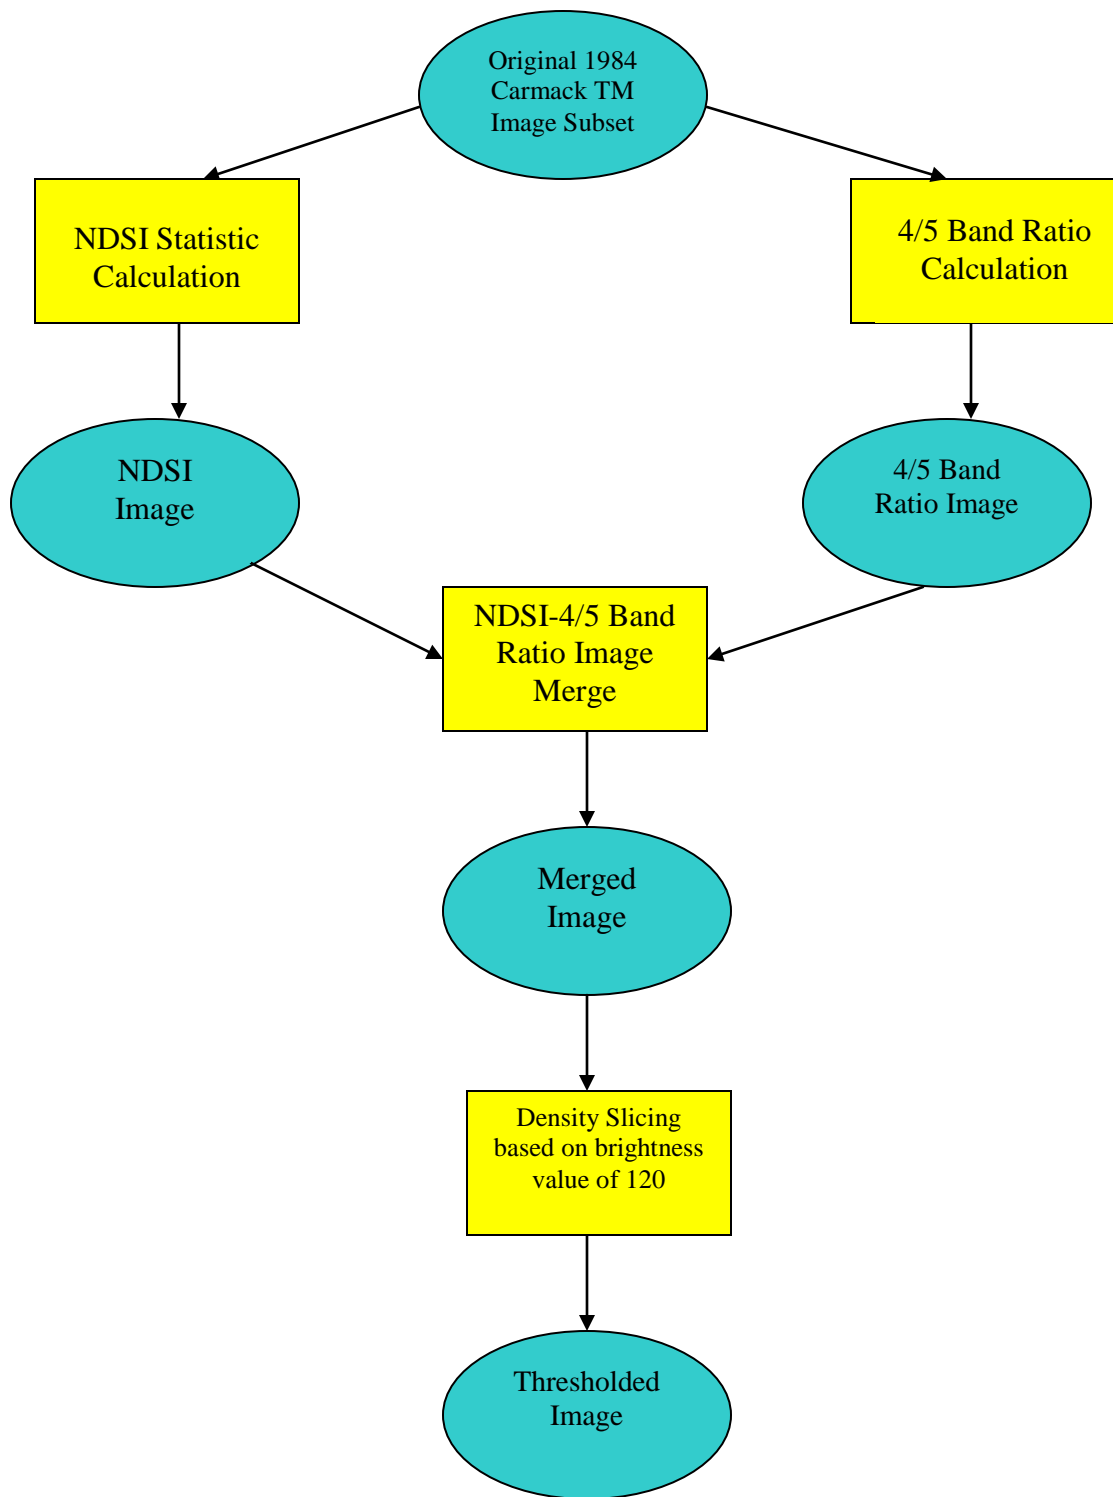 Original 1984
Carmack TM
Image Subset
NDSI Statistic
Calculation
4/5 Band Ratio
Calculation
NDSI
Image
4/5 Band
Ratio Image
NDSI-4/5 Band
Ratio Image
Merge
Merged
Image
Density Slicing
based on brightness
value of 120
Thresholded
Image